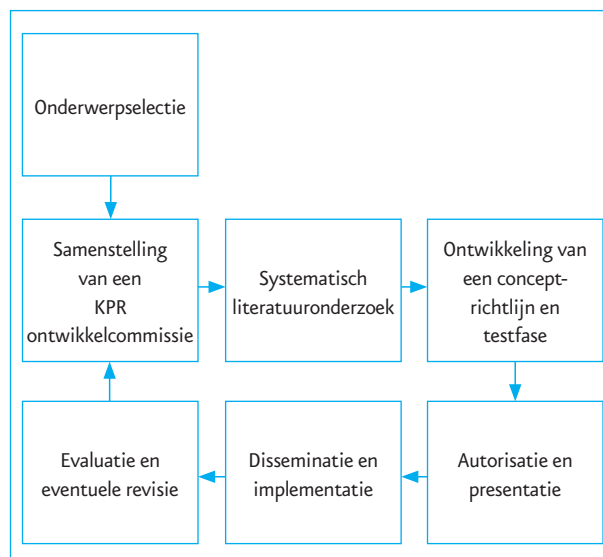 Onderwerpselectie
Samenstelling
van een
KPR
ontwikkelcommissie
Systematisch
literatuuronderzoek
Ontwikkeling van
een concept-
richtlijn en
testfase
Evaluatie en
eventuele revisie
Disseminatie en
implementatie
Autorisatie en
presentatie